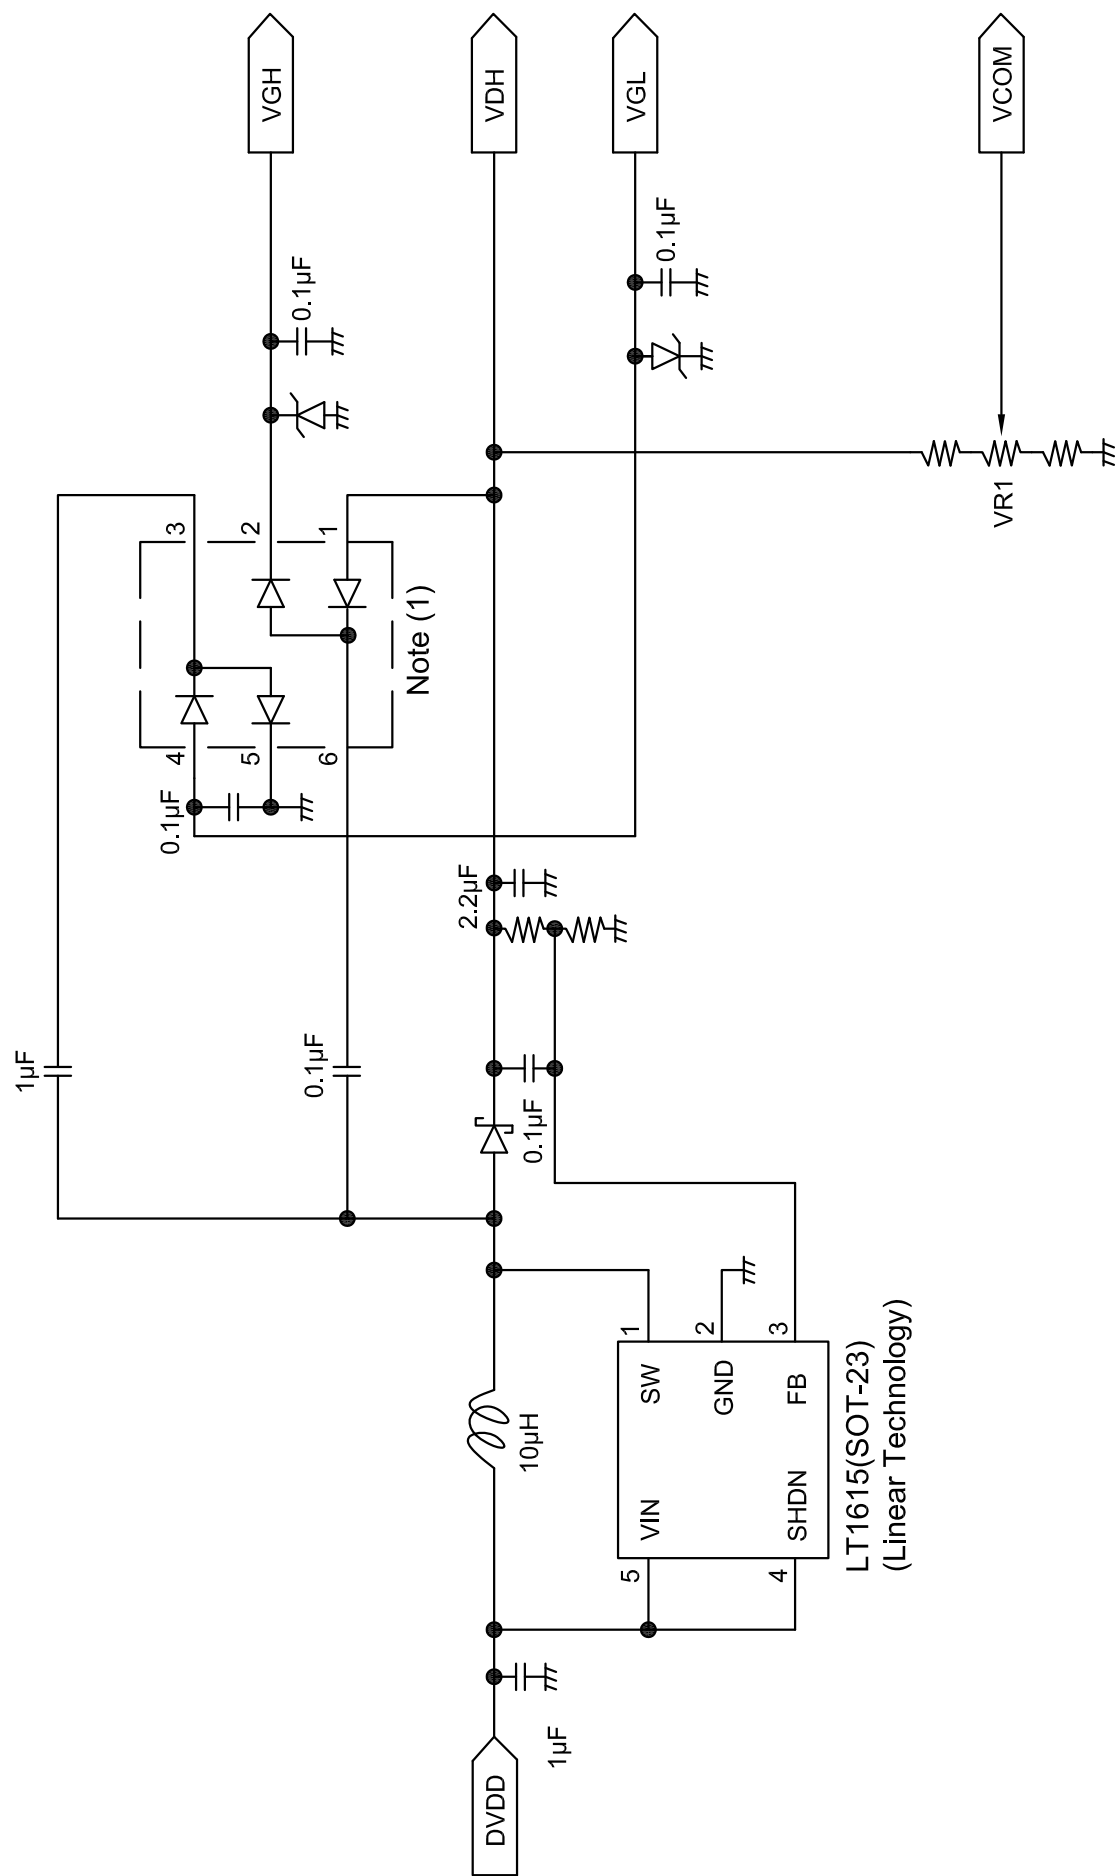 1µF
3
VGH
4
2
0.1µF
5
1
0.1µF
6
0.1µF
Note (1)
DVDD
2.2µF
VDH
10µH
0.1µF
1µF
5
VIN
SW
1
VGL
0.1µF
GND
2
4
SHDN
FB
3
LT1615(SOT-23)
(Linear Technology)
VCOM
VR1